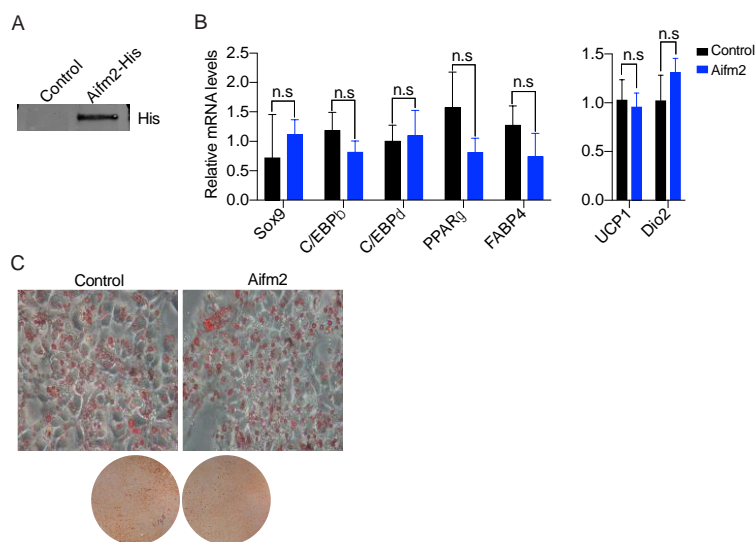 A
Control
Aifm2-His
His
B
Relative mRNA levels
2.5
2.0
1.5
1.0
0.5
0.0
n.s
n.s
n.s
n.s
n.s
Sox9
C/EBPb
C/EBPd
PPARg
FABP4
1.5
1.0
0.5
0.0
n.s
n.s
UCP1
Dio2
Control
Aifm2
C
Control
Aifm2